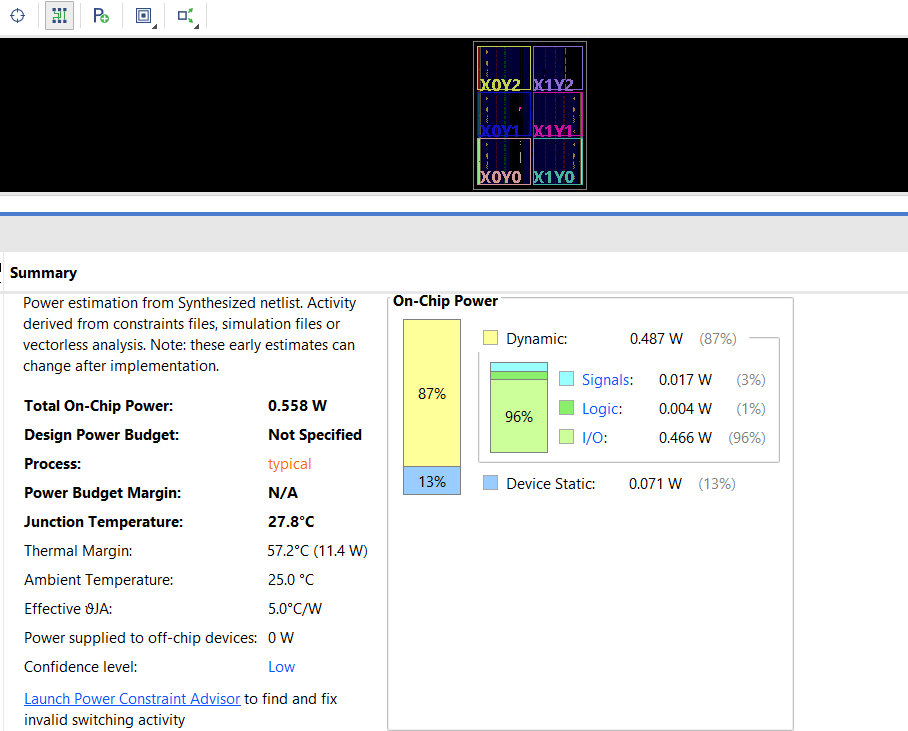 X0Y2 X1Y2
X0Y1 X1Y1
X0Y0 X1Y0
Summary
Power estimation from Synthesized netlist. Activity
derived from constraints files, simulation files or
vectorless analysis. Note: these early estimates can
change after implementation.
Total On-Chip Power: 0.558 W
Design Power Budget: Not Specified
Process: typical
Power Budget Margin: N/A
Junction Temperature: 27.8°C
Thermal Margin: 57.2°C (11.4 W)
Ambient Temperature: 25.0 °C
Effective ϑJA: 5.0°C/W
Power supplied to off-chip devices: 0 W
Confidence level: Low
Launch Power Constraint Advisor to find and fix
invalid switching activity
On-Chip Power
87%
13%
Dynamic: 0.487 W (87%)
96%
Signals: 0.017 W (3%)
Logic: 0.004 W (1%)
I/O: 0.466 W (96%)
Device Static: 0.071 W (13%)